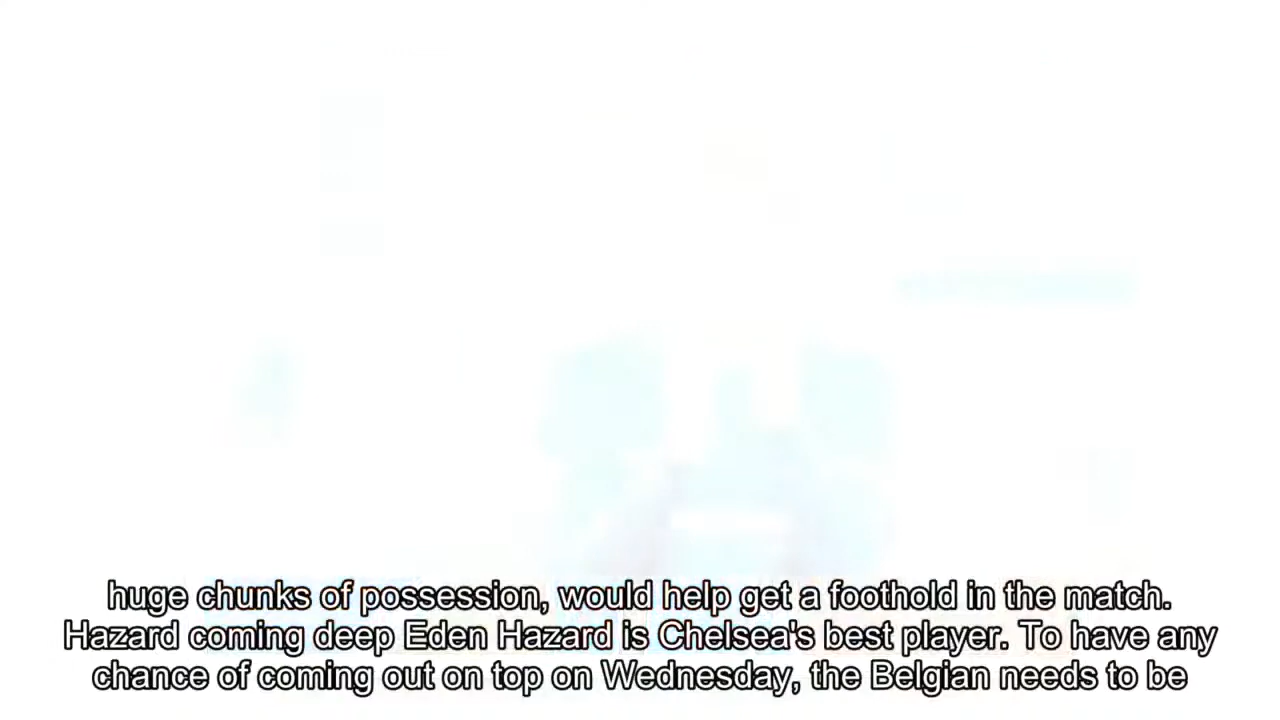 huge chunks of possession, would help get a foothold in the match.
Hazard coming deep Eden Hazard is Chelsea's best player. To have any
chance of coming out on top on Wednesday, the Belgian needs to be